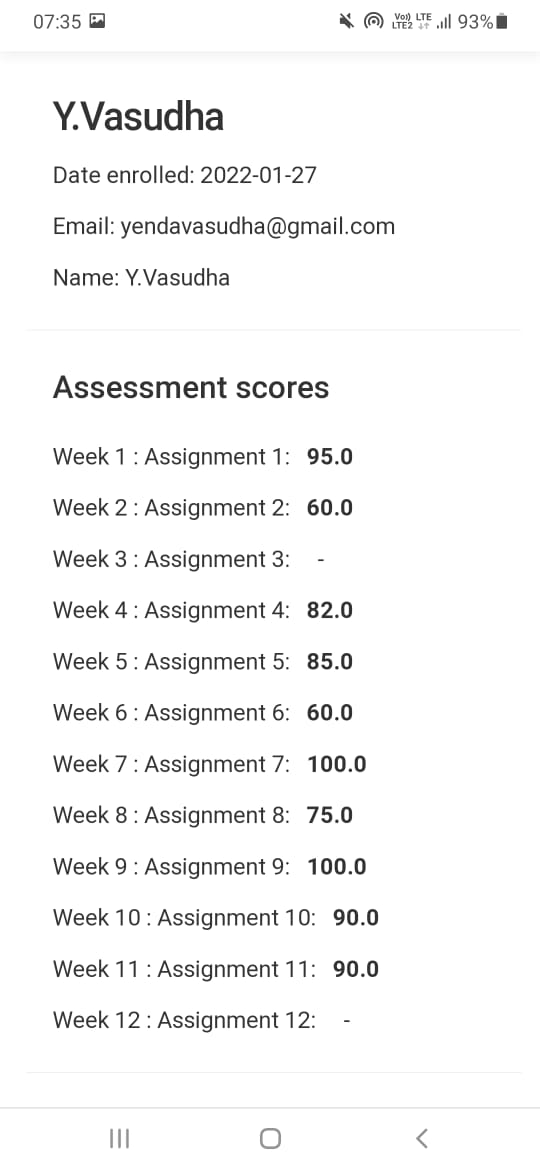 07:35 Vo)) LTE 93%
LTE2
Y.Vasudha
Date enrolled: 2022-01-27
Email: yendavasudha@gmail.com
Name: Y.Vasudha
Assessment scores
Week 1 : Assignment 1: 95.0
Week 2 : Assignment 2: 60.0
Week 3 : Assignment 3: -
Week 4 : Assignment 4: 82.0
Week 5 : Assignment 5: 85.0
Week 6 : Assignment 6: 60.0
Week 7 : Assignment 7: 100.0
Week 8 : Assignment 8: 75.0
Week 9 : Assignment 9: 100.0
Week 10 : Assignment 10: 90.0
Week 11 : Assignment 11: 90.0
Week 12 : Assignment 12: -